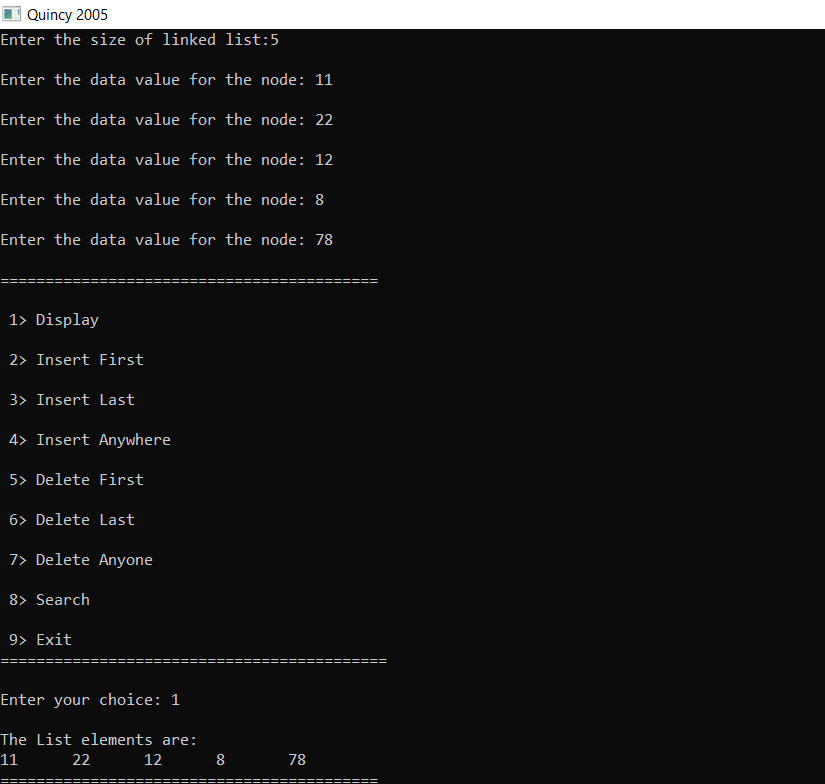 Quincy 2005
Enter the size of linked list:5
Enter the data value for the node: 11
Enter the data value for the node: 22
Enter the data value for the node: 12
Enter the data value for the node: 8
Enter the data value for the node: 78
==========================================
1> Display
2> Insert First
3> Insert Last
4> Insert Anywhere
5> Delete First
6> Delete Last
7> Delete Anyone
8> Search
9> Exit
===========================================
Enter your choice: 1
The List elements are:
11      22      12      8       78
==========================================